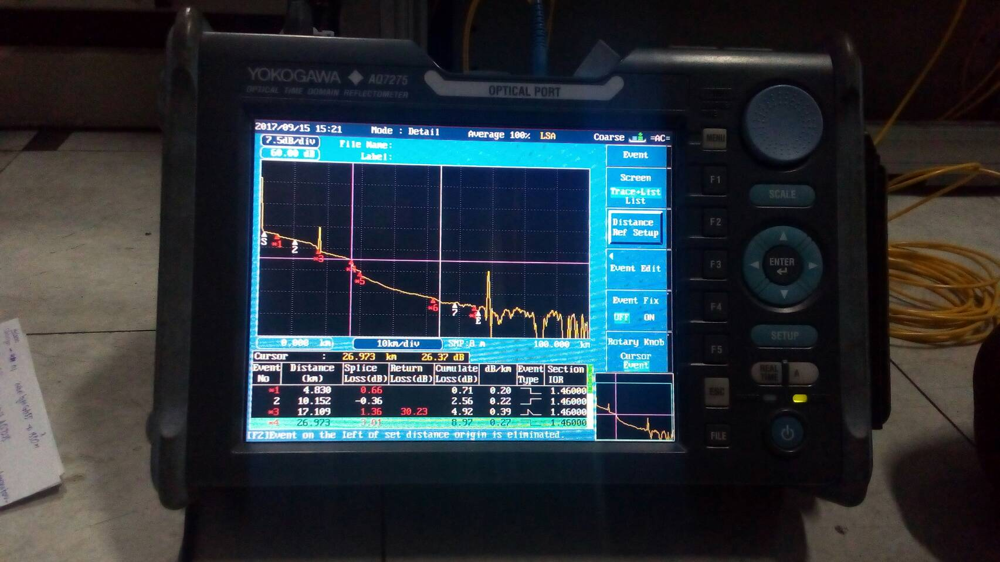 YOKOGAWA ◆ AQ7275
OPTICAL TIME DOMAIN REFLECTOMETER
OPTICAL PORT
2017/09/15 15:21 Mode : Detail Average 100% LSA Coarse =AC=
7.5dB/div File Name:
60.00 dB Label:
Event
Screen
Trace+List
List
Distance
Ref Setup
Event Edit
Event Fix
OFF ON
Rotary Knob
Cursor
Event
S *1 2 *3 *5 *6 7 E
0.000 km 10km/div SMP:8 m 100.000 km
Cursor : 26.973 km 26.37 dB
Event Distance Splice Return Cumulate dB/km Event Section
No (km) Loss(dB) Loss(dB) Loss(dB) Type IOR
*1 4.830 0.66 0.71 0.20 1.46000
2 10.152 -0.36 2.56 0.22 1.46000
*3 17.109 1.36 30.23 4.92 0.39 1.46000
*4 26.973 3.01 8.97 0.27 1.46000
[F2]Event on the left of set distance origin is eliminated.
MENU
F1
F2
F3
F4
F5
ESC
FILE
SCALE
ENTER
SETUP
REAL
TIME
A